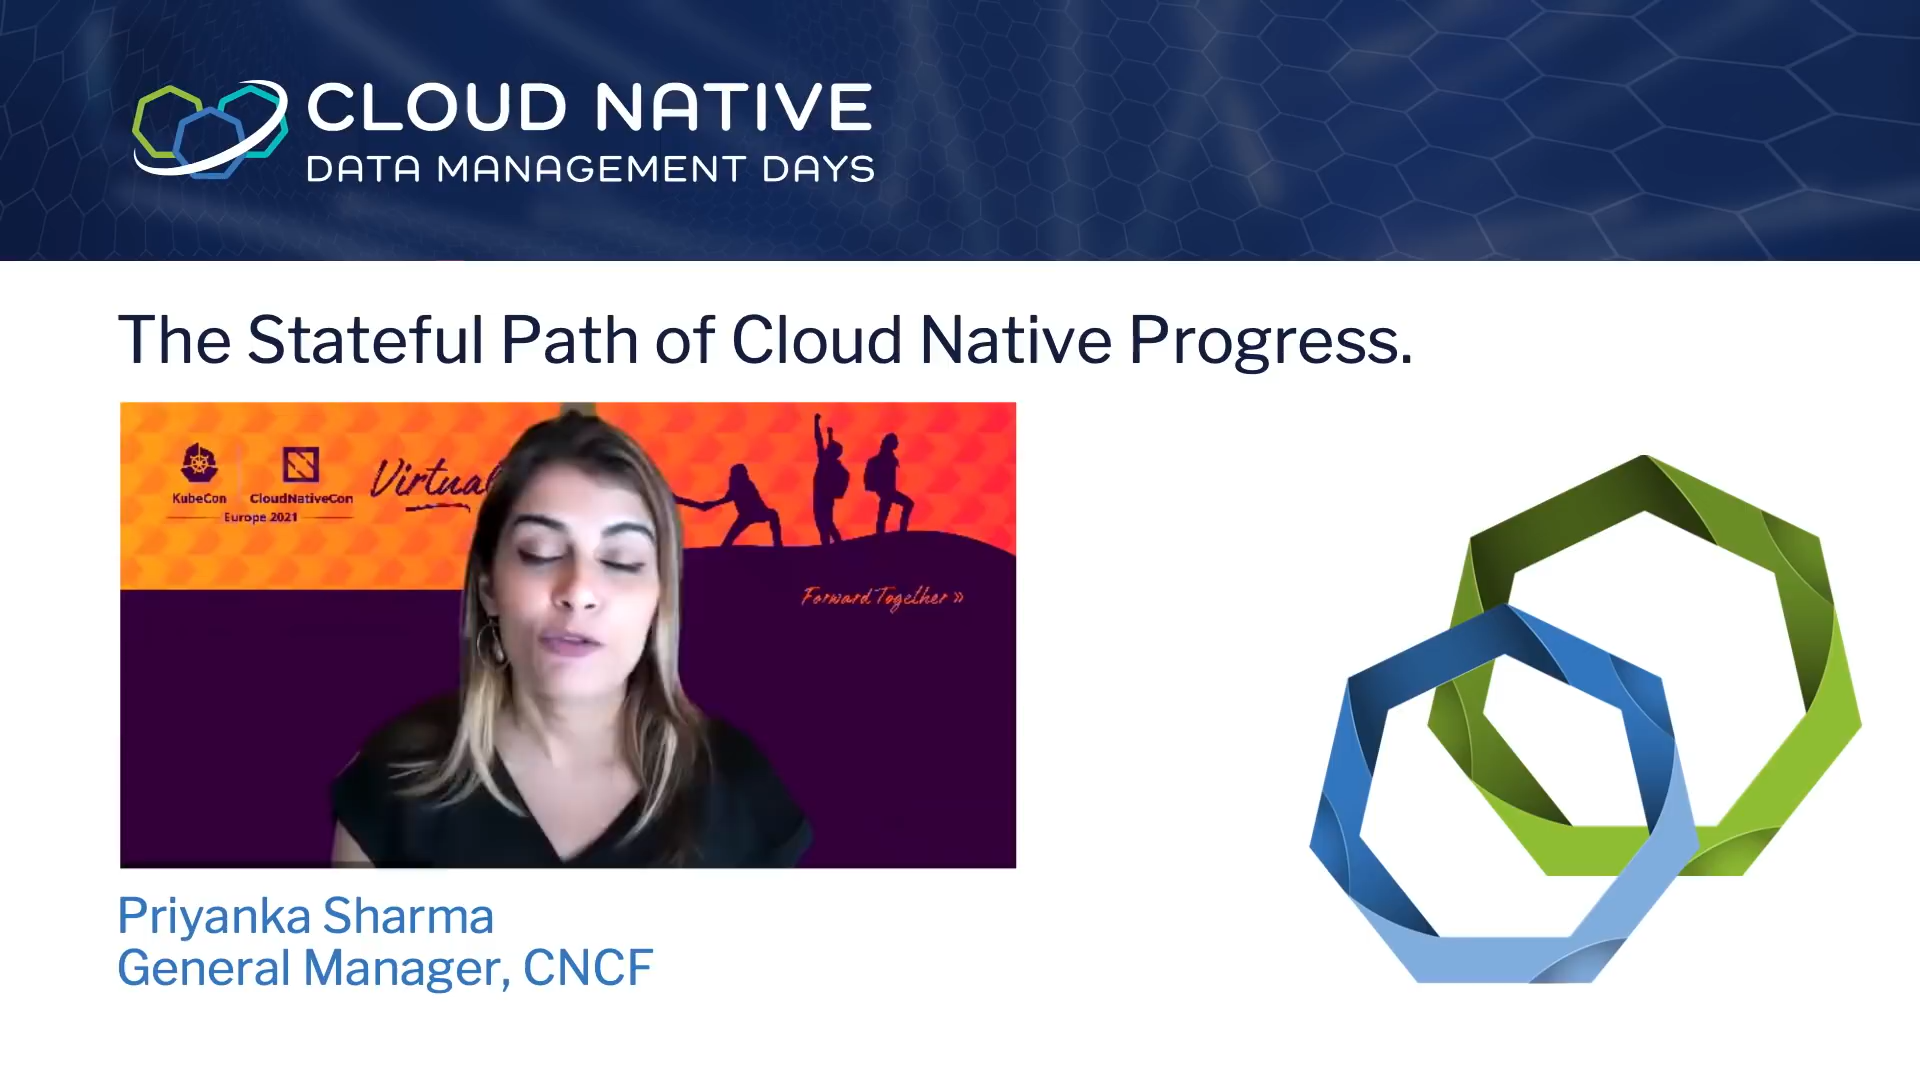 CLOUD NATIVE
DATA MANAGEMENT DAYS
The Stateful Path of Cloud Native Progress.
KubeCon
CloudNativeCon
Europe 2021
Virtual
Forward Together »
Priyanka Sharma
General Manager, CNCF